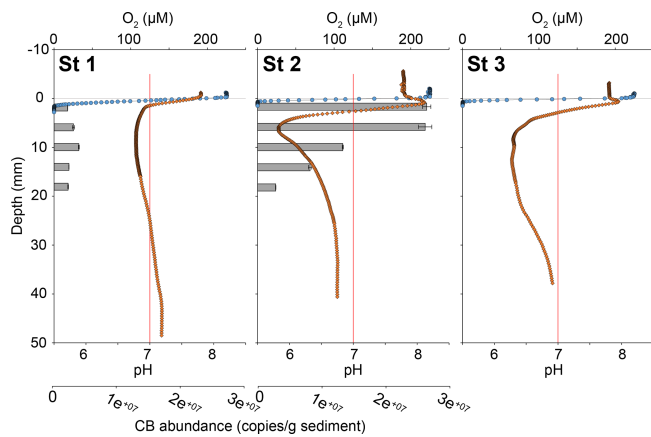 O₂ (µM) O₂ (µM) O₂ (µM)
0 100 200 0 100 200 0 100 200
-10
St 1 St 2 St 3
0
10
20
30
40
50
Depth (mm)
6 7 8 6 7 8 6 7 8
pH pH pH
0 1e+07 2e+07 3e+07 0 1e+07 2e+07 3e+07
CB abundance (copies/g sediment)